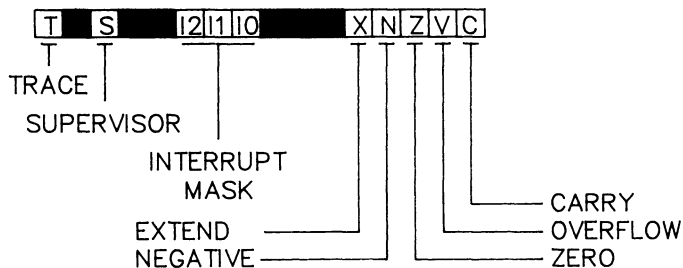 T S I2 I1 I0 X N Z V C
TRACE
SUPERVISOR
INTERRUPT
MASK
CARRY
EXTEND OVERFLOW
NEGATIVE ZERO